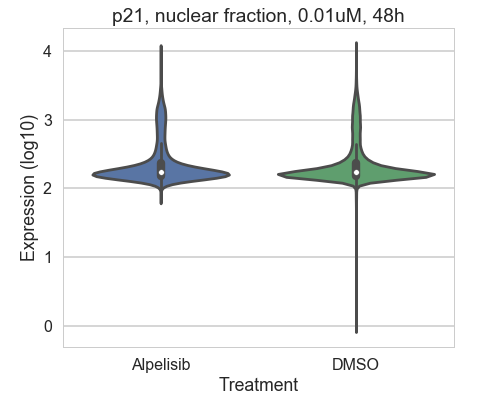 p21, nuclear fraction, 0.01uM, 48h
4
3
2
1
0
Expression (log10)
Alpelisib
DMSO
Treatment